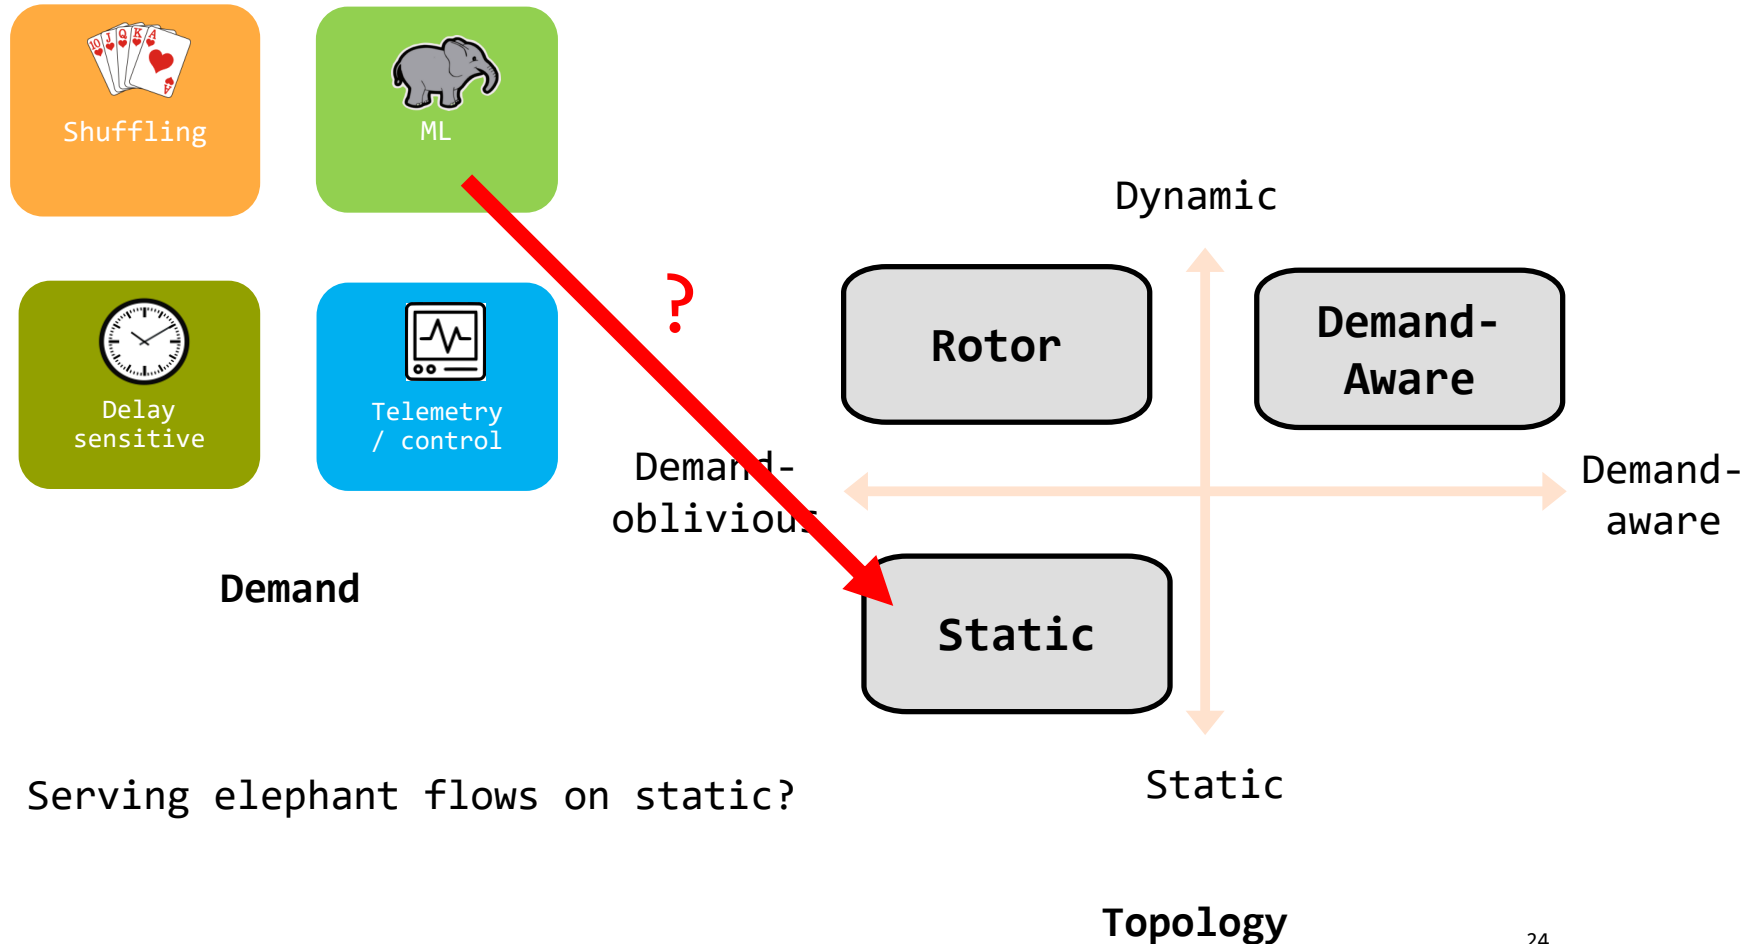 10 J Q K A
A
Shuffling
ML
Delay
sensitive
Telemetry
/ control
Demand
?
Dynamic
Rotor
Demand-
Aware
Demand-
oblivious
Demand-
aware
Static
Static
Serving elephant flows on static?
Topology
24